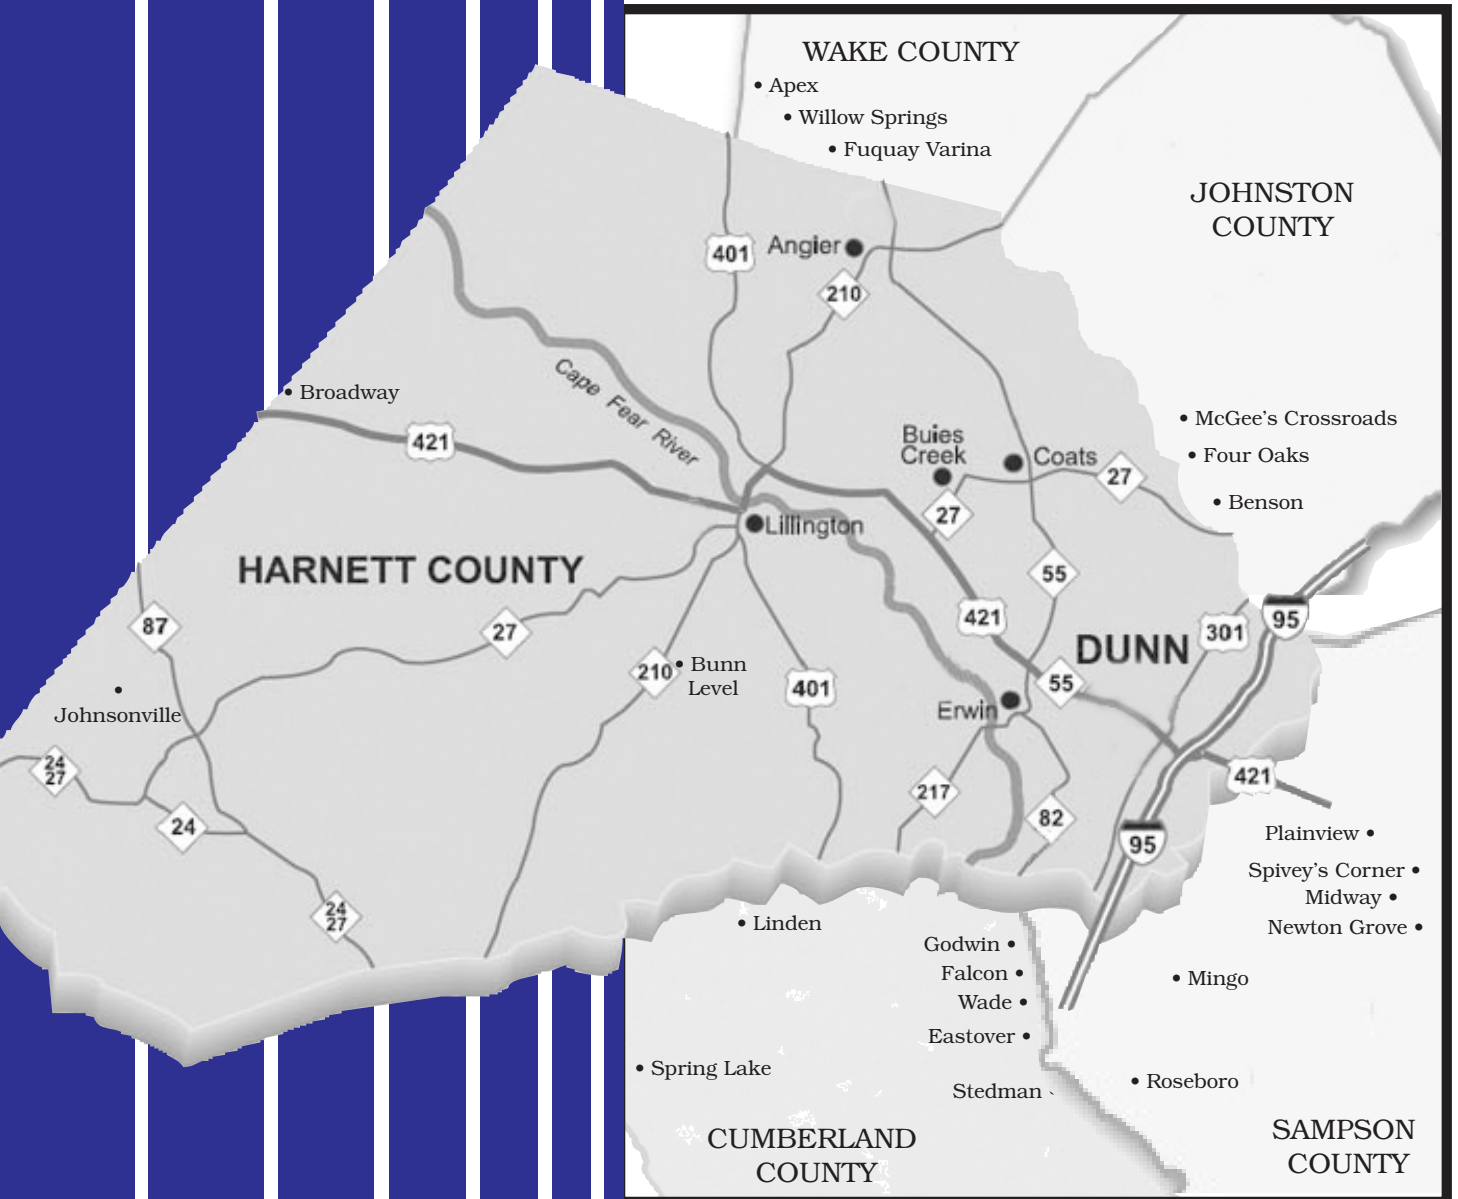 WAKE COUNTY
• Apex
• Willow Springs
• Fuquay Varina
JOHNSTON
COUNTY
401
Angier
210
Cape Fear River
• Broadway
421
Buies
Creek
Coats
27
27
• McGee's Crossroads
• Four Oaks
• Benson
Lillington
HARNETT COUNTY
55
87
27
421
301
95
DUNN
210
• Bunn
Level
401
55
Erwin
Johnsonville
24
27
24
217
82
421
95
24
27
Plainview •
Spivey's Corner •
Midway •
Newton Grove •
• Linden
Godwin •
Falcon •
Wade •
Eastover •
• Mingo
• Spring Lake
Stedman
• Roseboro
CUMBERLAND
COUNTY
SAMPSON
COUNTY